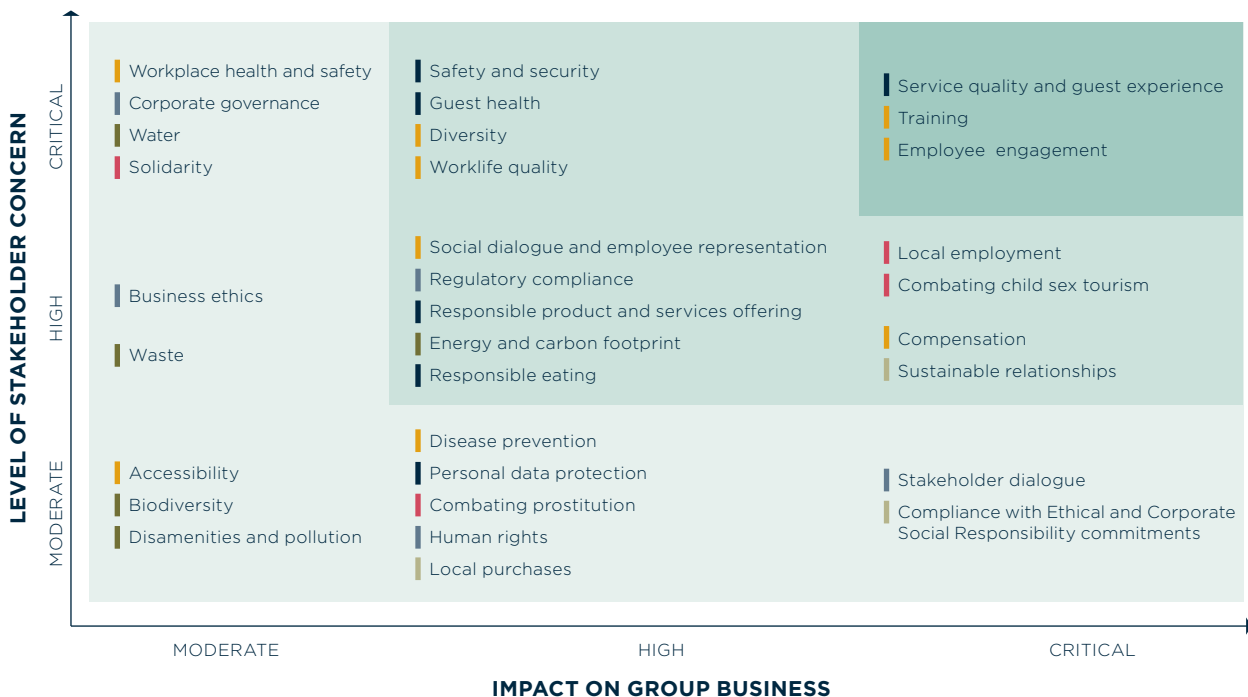 LEVEL OF STAKEHOLDER CONCERN
CRITICAL
Workplace health and safety
Corporate governance
Water
Solidarity
Safety and security
Guest health
Diversity
Worklife quality
Service quality and guest experience
Training
Employee engagement
HIGH
Business ethics
Waste
Social dialogue and employee representation
Regulatory compliance
Responsible product and services offering
Energy and carbon footprint
Responsible eating
Local employment
Combating child sex tourism
Compensation
Sustainable relationships
MODERATE
Accessibility
Biodiversity
Disamenities and pollution
Disease prevention
Personal data protection
Combating prostitution
Human rights
Local purchases
Stakeholder dialogue
Compliance with Ethical and Corporate
Social Responsibility commitments
MODERATE
HIGH
CRITICAL
IMPACT ON GROUP BUSINESS